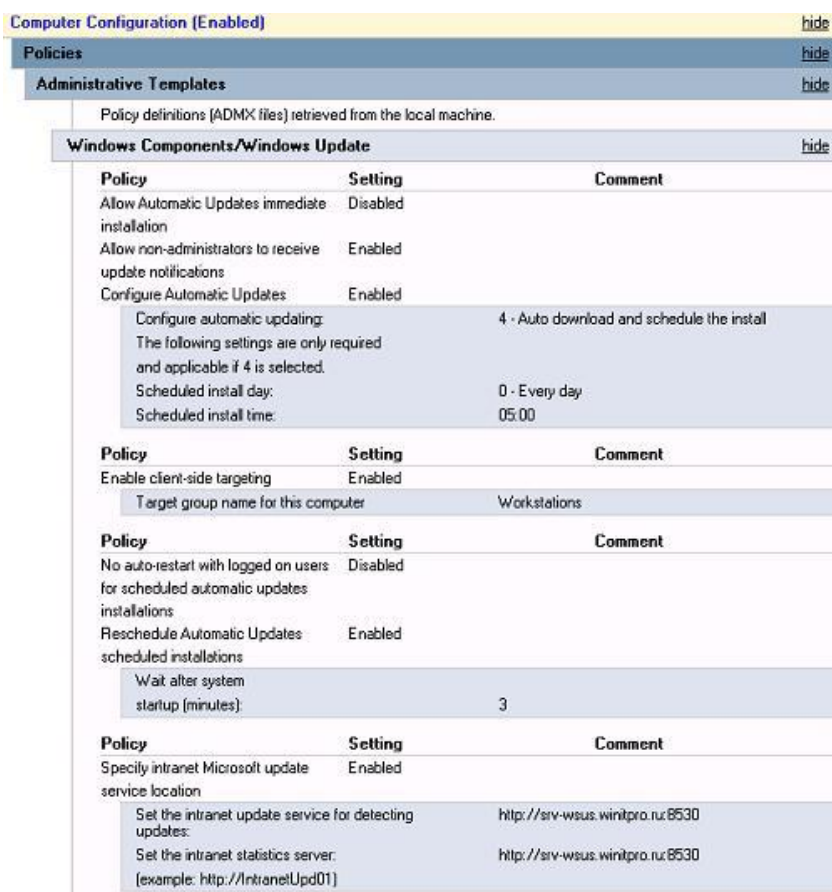 Computer Configuration (Enabled) hide
Policies hide
Administrative Templates hide
Policy definitions (ADMX files) retrieved from the local machine.
Windows Components/Windows Update hide
Policy Setting Comment
Allow Automatic Updates immediate Disabled
installation
Allow non-administrators to receive Enabled
update notifications
Configure Automatic Updates Enabled
Configure automatic updating: 4 - Auto download and schedule the install
The following settings are only required
and applicable if 4 is selected.
Scheduled install day: 0 - Every day
Scheduled install time: 05:00
Policy Setting Comment
Enable client-side targeting Enabled
Target group name for this computer Workstations
Policy Setting Comment
No auto-restart with logged on users Disabled
for scheduled automatic updates
installations
Reschedule Automatic Updates Enabled
scheduled installations
Wait after system
startup (minutes): 3
Policy Setting Comment
Specify intranet Microsoft update Enabled
service location
Set the intranet update service for detecting http://srv-wsus.winitpro.ru:8530
updates:
Set the intranet statistics server: http://srv-wsus.winitpro.ru:8530
(example: http://IntranetUpd01)